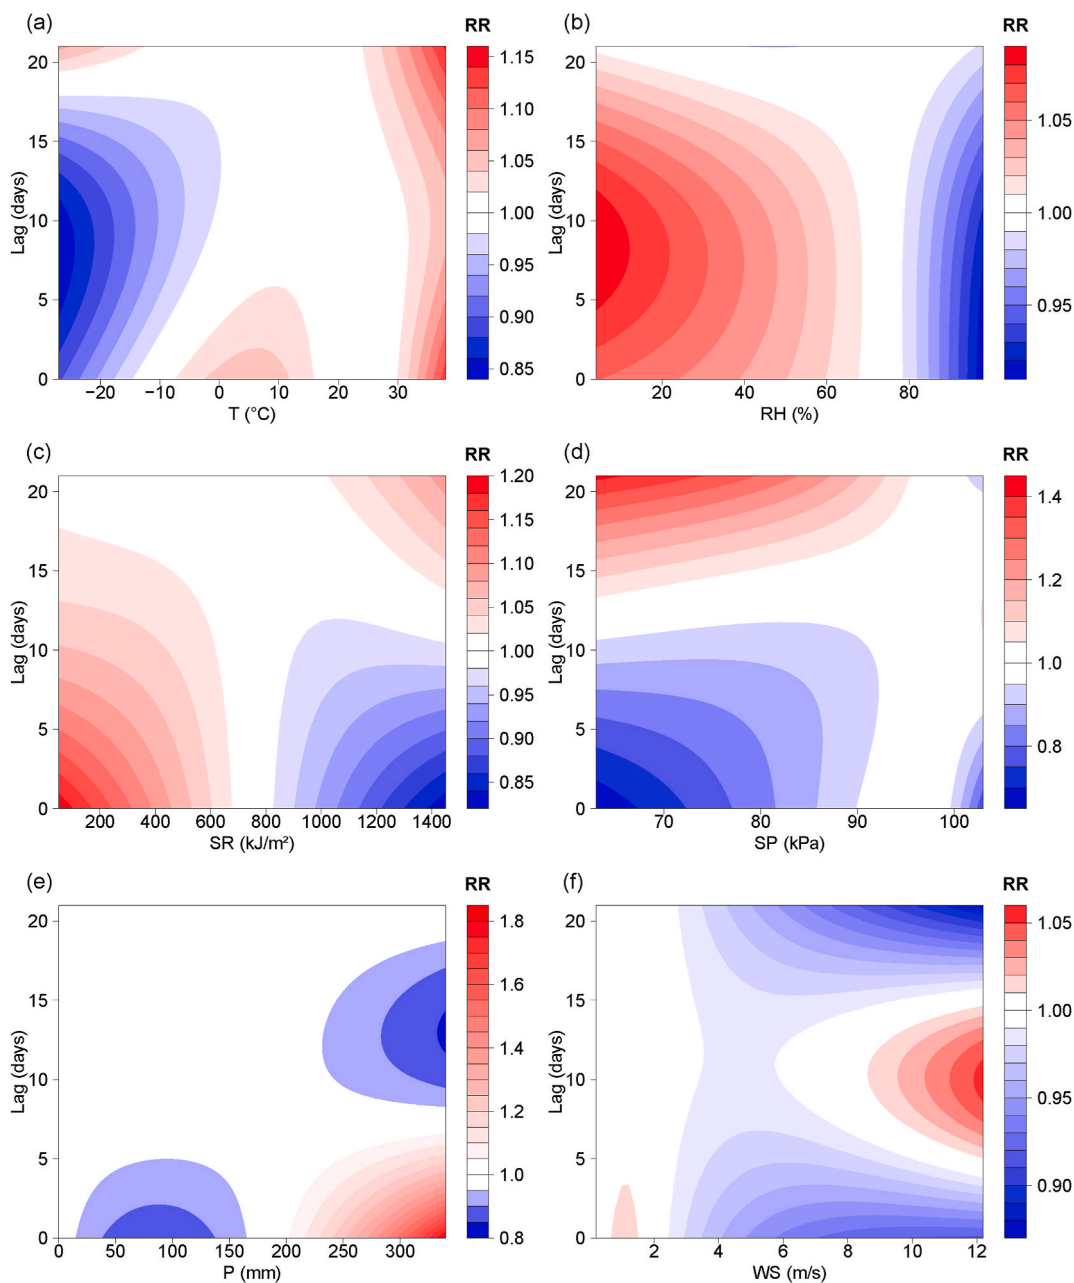 (a)
RR
20
15
10
5
0
Lag (days)
−20 −10 0 10 20 30
T (°C)
1.15
1.10
1.05
1.00
0.95
0.90
0.85
(b)
RR
20
15
10
5
0
Lag (days)
20 40 60 80
RH (%)
1.05
1.00
0.95
(c)
RR
20
15
10
5
0
Lag (days)
200 400 600 800 1000 1200 1400
SR (kJ/m²)
1.20
1.15
1.10
1.05
1.00
0.95
0.90
0.85
(d)
RR
20
15
10
5
0
Lag (days)
70 80 90 100
SP (kPa)
1.4
1.2
1.0
0.8
(e)
RR
20
15
10
5
0
Lag (days)
0 50 100 150 200 250 300
P (mm)
1.8
1.6
1.4
1.2
1.0
0.8
(f)
RR
20
15
10
5
0
Lag (days)
2 4 6 8 10 12
WS (m/s)
1.05
1.00
0.95
0.90